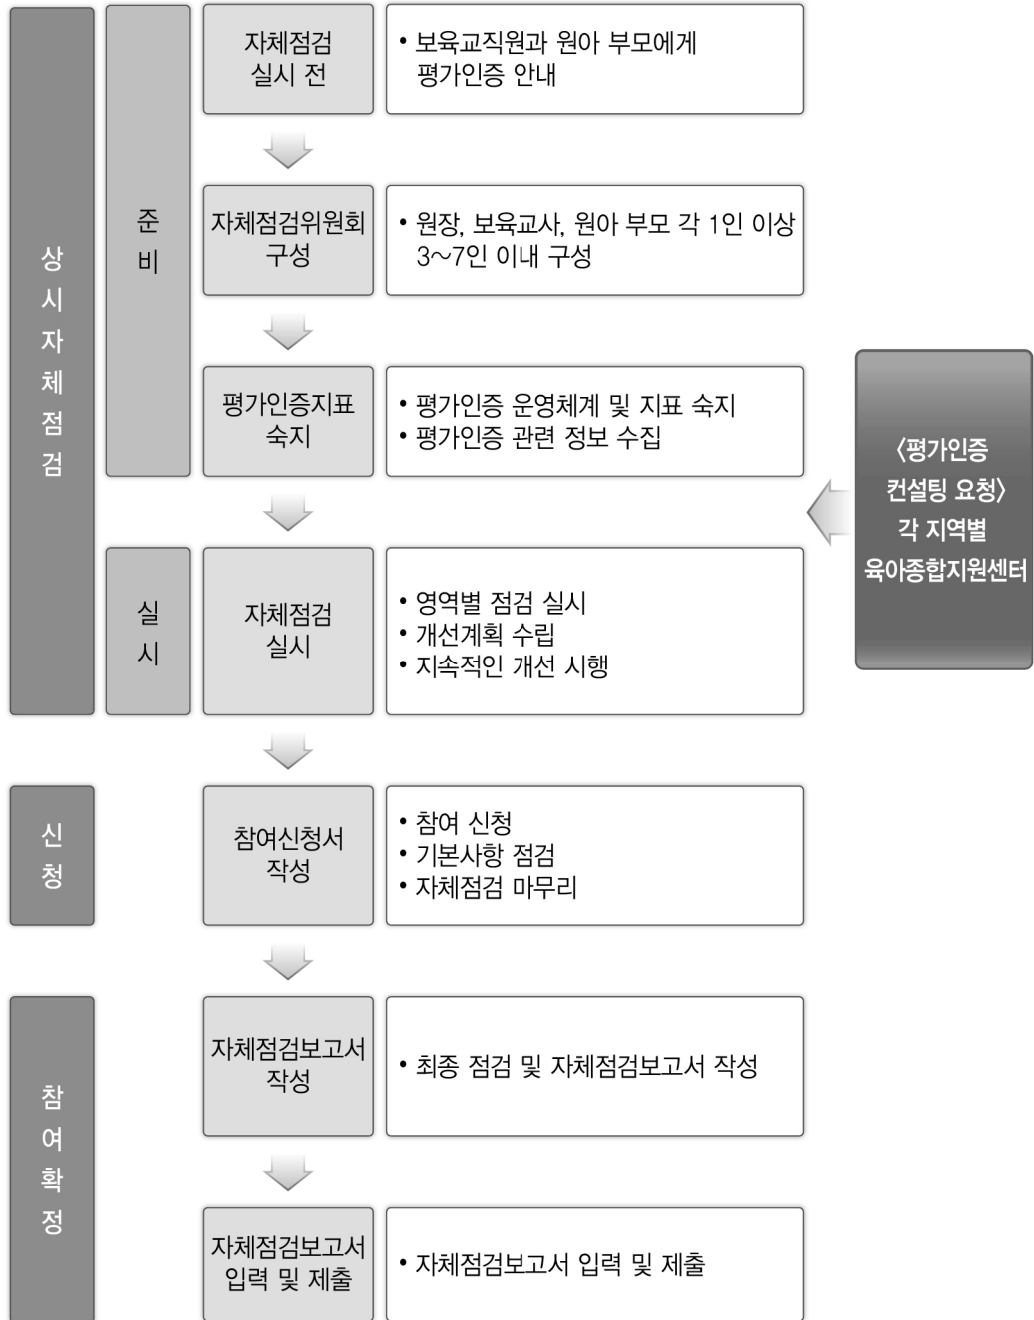 상시자체점검
준비
자체점검
실시 전
• 보육교직원과 원아 부모에게
평가인증 안내
자체점검위원회
구성
• 원장, 보육교사, 원아 부모 각 1인 이상
3~7인 이내 구성
평가인증지표
숙지
• 평가인증 운영체계 및 지표 숙지
• 평가인증 관련 정보 수집
실시
자체점검
실시
• 영역별 점검 실시
• 개선계획 수립
• 지속적인 개선 시행
〈평가인증
컨설팅 요청〉
각 지역별
육아종합지원센터
신청
참여신청서
작성
• 참여 신청
• 기본사항 점검
• 자체점검 마무리
참여확정
자체점검보고서
작성
• 최종 점검 및 자체점검보고서 작성
자체점검보고서
입력 및 제출
• 자체점검보고서 입력 및 제출